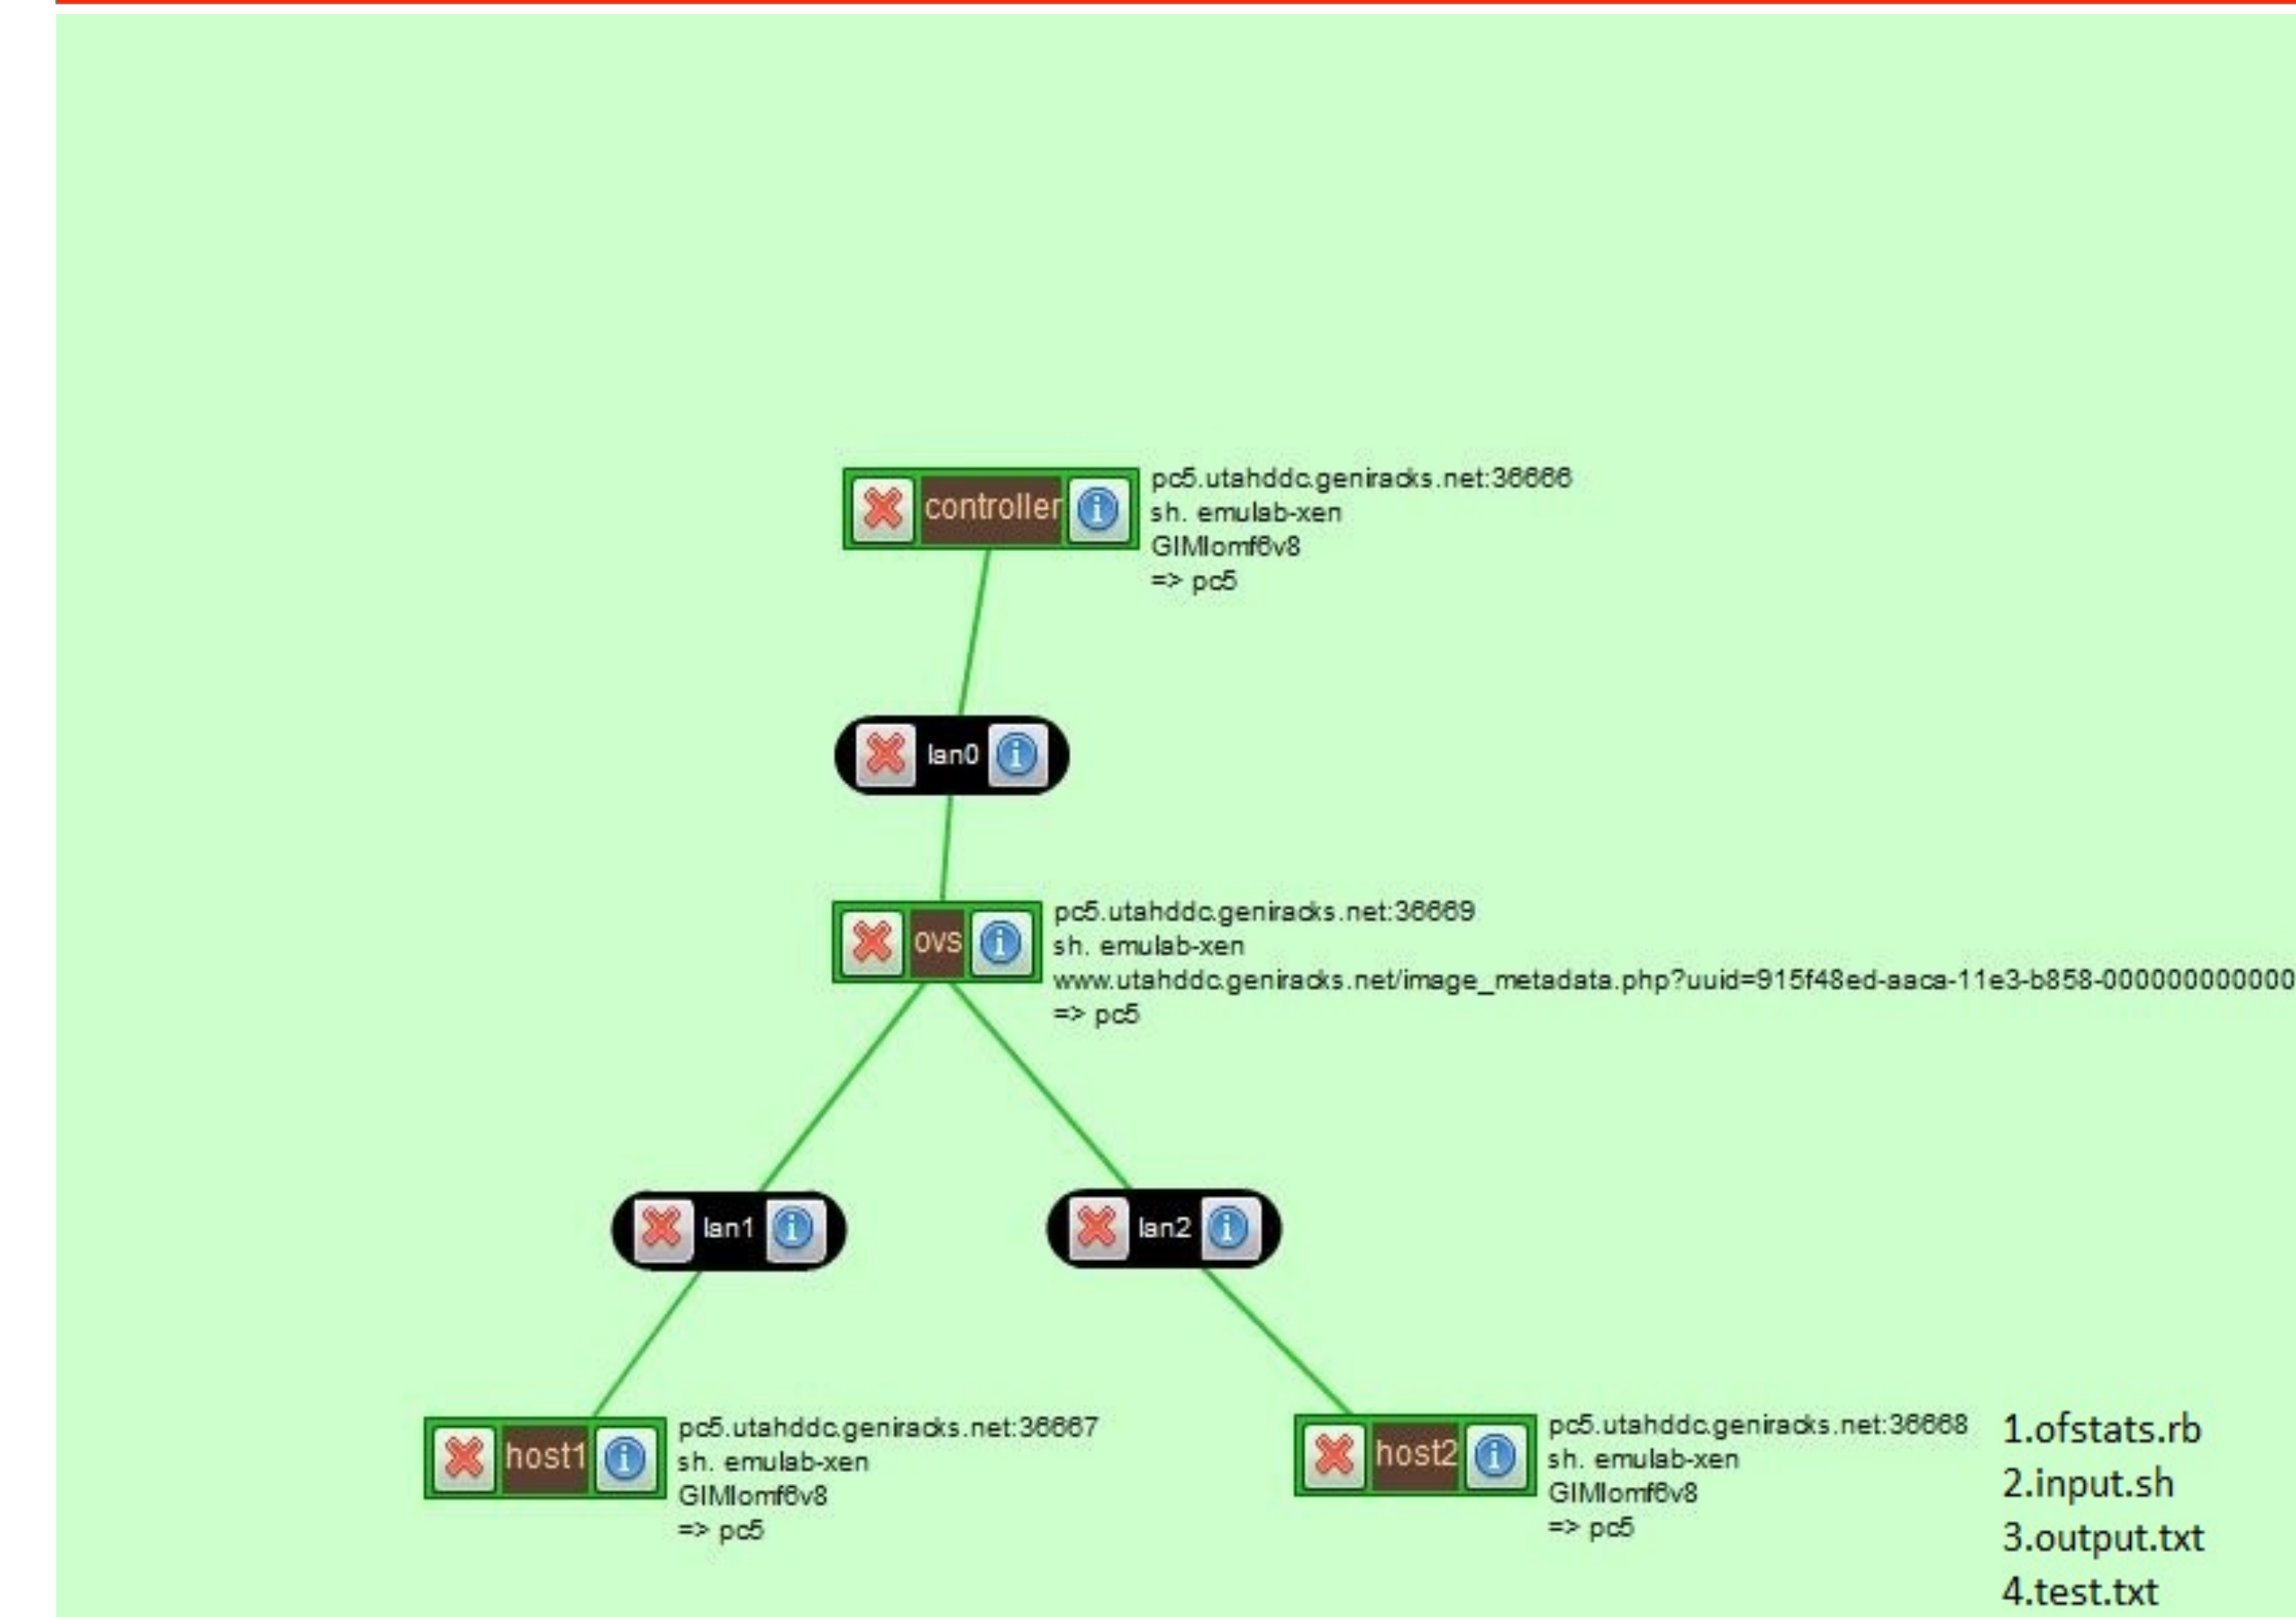 controller
pc5.utahddc.geniracks.net:36666
sh. emulab-xen
GIMIomf6v8
=> pc5
lan0
ovs
pc5.utahddc.geniracks.net:36669
sh. emulab-xen
www.utahddc.geniracks.net/image_metadata.php?uuid=915f48ed-aaca-11e3-b858-000000000000
=> pc5
lan1
lan2
host1
pc5.utahddc.geniracks.net:36667
sh. emulab-xen
GIMIomf6v8
=> pc5
host2
pc5.utahddc.geniracks.net:36668
sh. emulab-xen
GIMIomf6v8
=> pc5
1.ofstats.rb
2.input.sh
3.output.txt
4.test.txt